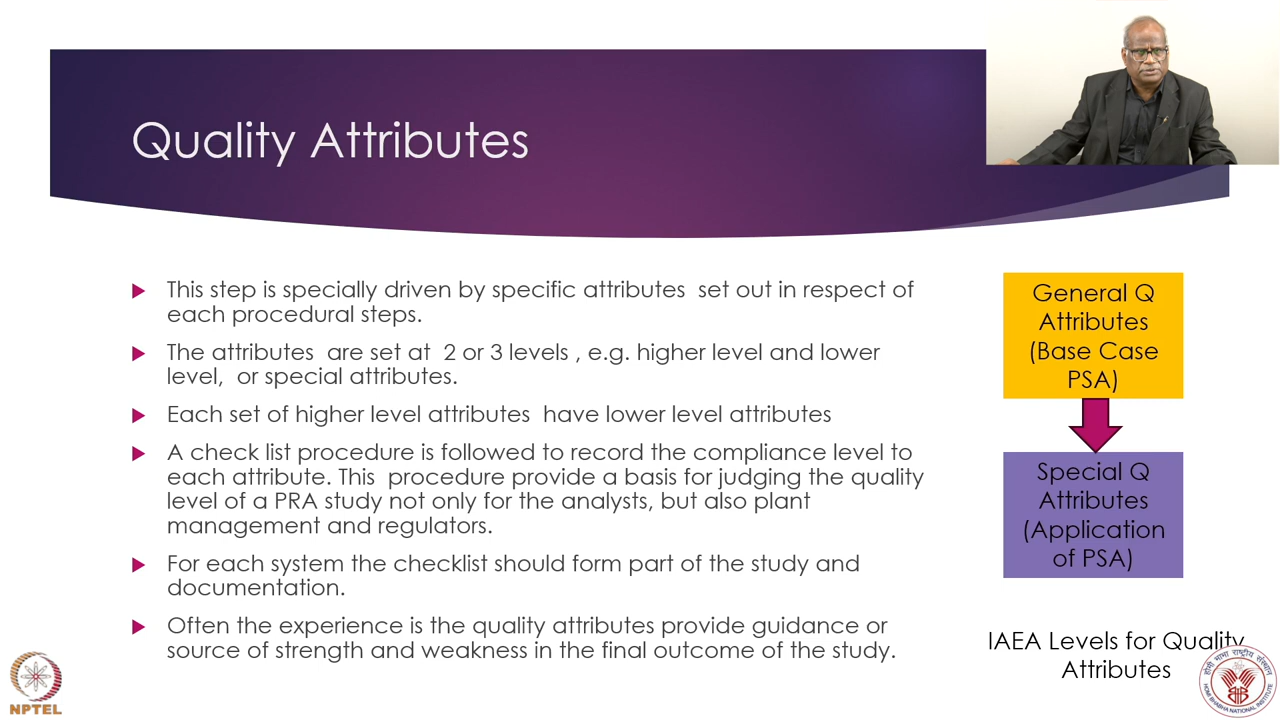 Quality Attributes
This step is specially driven by specific attributes set out in respect of
each procedural steps.
The attributes are set at 2 or 3 levels , e.g. higher level and lower
level, or special attributes.
Each set of higher level attributes have lower level attributes
A check list procedure is followed to record the compliance level to
each attribute. This procedure provide a basis for judging the quality
level of a PRA study not only for the analysts, but also plant
management and regulators.
For each system the checklist should form part of the study and
documentation.
Often the experience is the quality attributes provide guidance or
source of strength and weakness in the final outcome of the study.
General Q
Attributes
(Base Case
PSA)
Special Q
Attributes
(Application
of PSA)
IAEA Levels for Quality
Attributes
NPTEL
होमी भाभा राष्ट्रीय संस्थान
HOMI BHABHA NATIONAL INSTITUTE